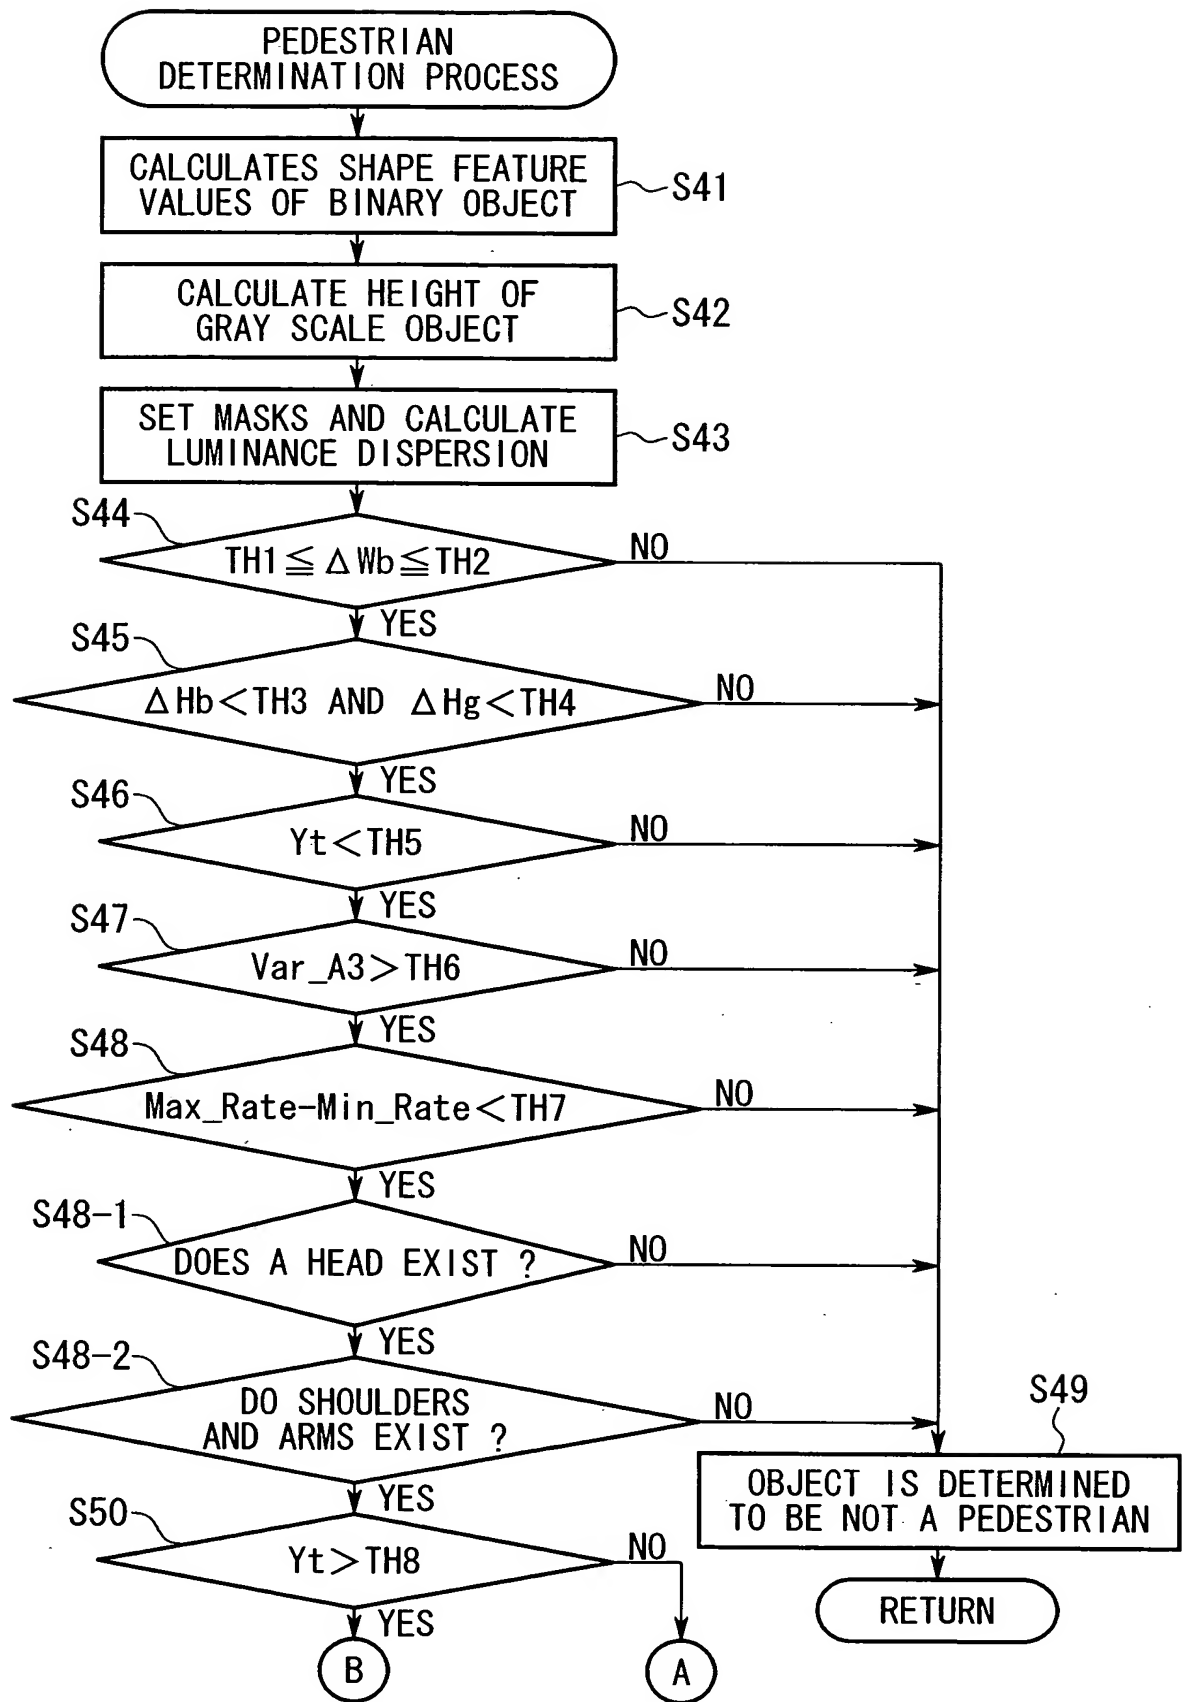 PEDESTRIAN
DETERMINATION PROCESS
CALCULATES SHAPE FEATURE
VALUES OF BINARY OBJECT
S41
CALCULATE HEIGHT OF
GRAY SCALE OBJECT
S42
SET MASKS AND CALCULATE
LUMINANCE DISPERSION
S43
S44
TH1≦ΔWb≦TH2
NO
YES
S45
ΔHb<TH3 AND ΔHg<TH4
NO
YES
S46
Yt<TH5
NO
YES
S47
Var_A3>TH6
NO
YES
S48
Max_Rate-Min_Rate<TH7
NO
YES
S48-1
DOES A HEAD EXIST ?
NO
YES
S48-2
DO SHOULDERS
AND ARMS EXIST ?
NO
YES
S49
OBJECT IS DETERMINED
TO BE NOT A PEDESTRIAN
RETURN
S50
Yt>TH8
NO
YES
B
A